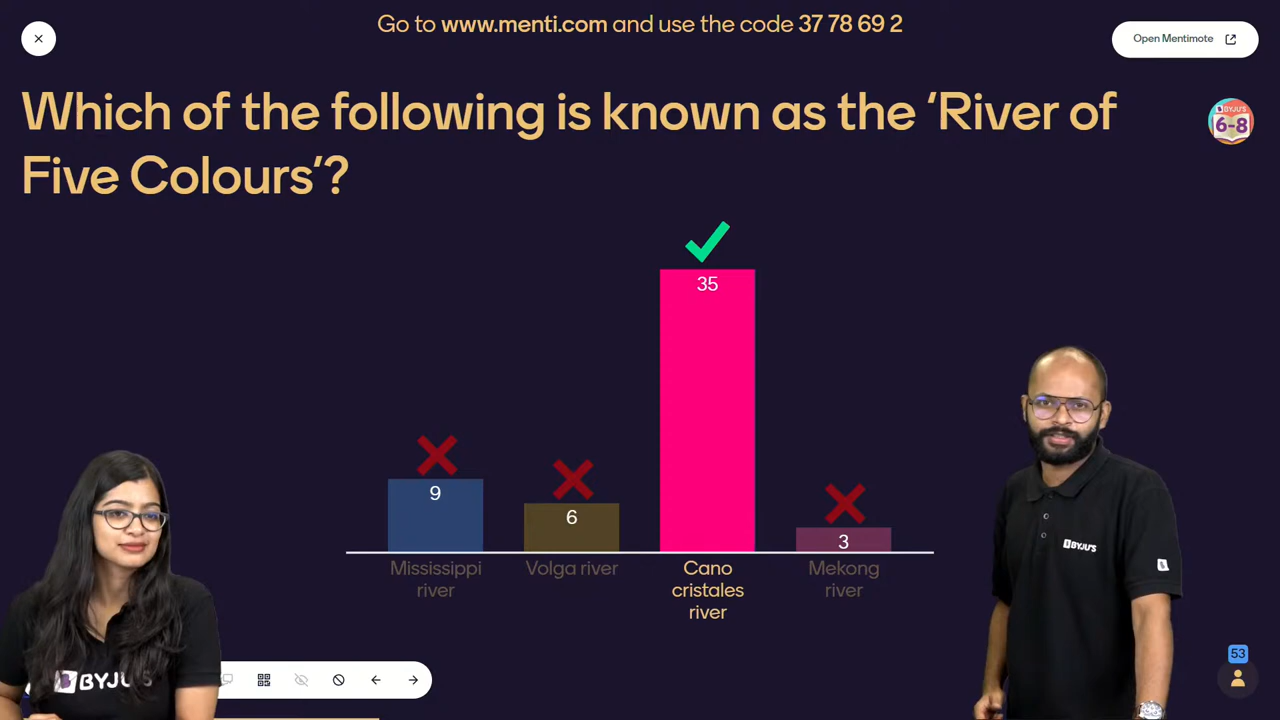 Go to www.menti.com and use the code 37 78 69 2
Open Mentimote
Which of the following is known as the ‘River of
Five Colours’?
BYJU'S
6-8
35
9
6
3
Mississippi
river
Volga river
Cano
cristales
river
Mekong
river
BYJU'S
BYJU'S
53